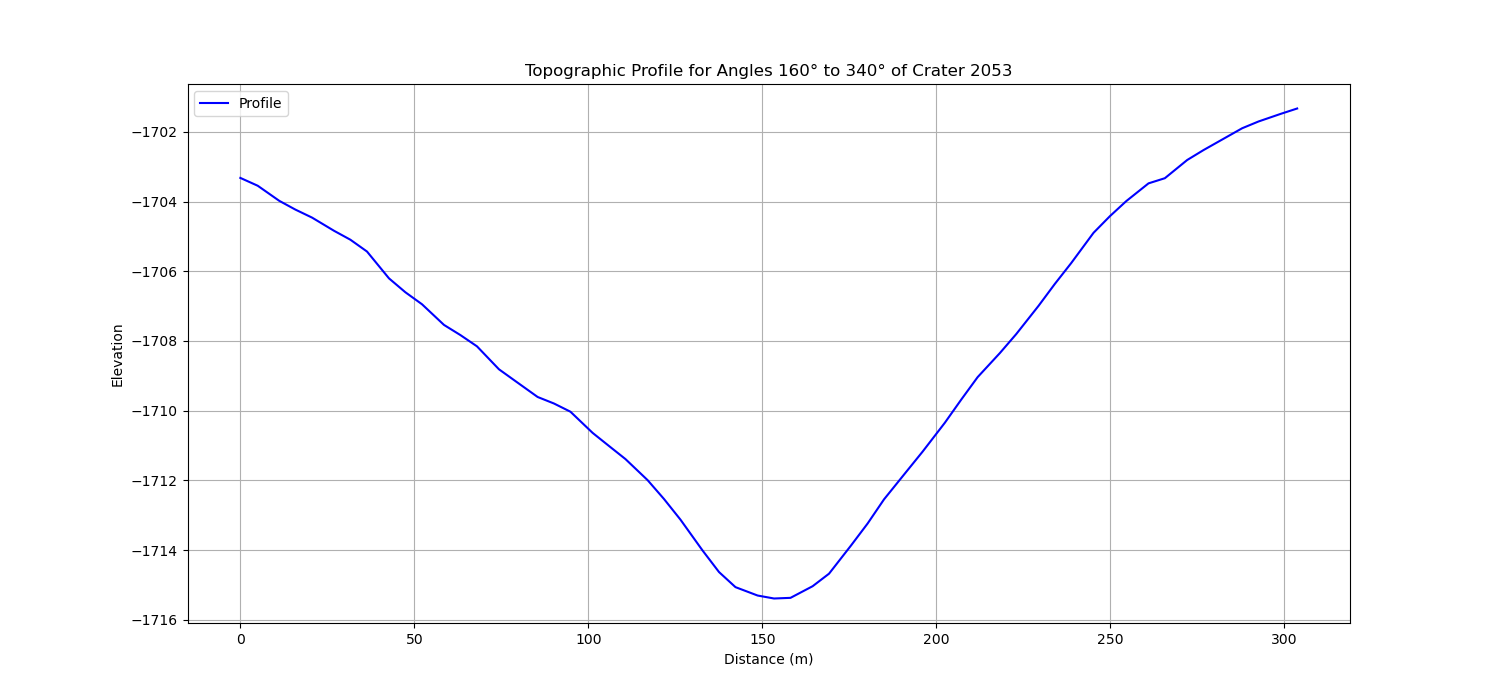 Topographic Profile for Angles 160° to 340° of Crater 2053
Profile
−1702
−1704
−1706
−1708
−1710
−1712
−1714
−1716
Elevation
0 50 100 150 200 250 300
Distance (m)